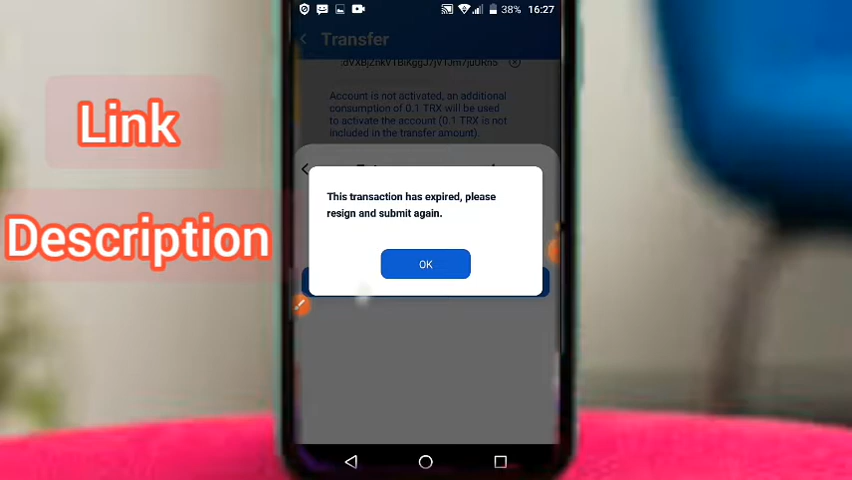 38% 16:27
Transfer
Account is not activated, an additional
consumption of 0.1 TRX will be used
to activate the account (0.1 TRX is not
included in the transfer amount).
Link
Description
This transaction has expired, please
resign and submit again.
OK